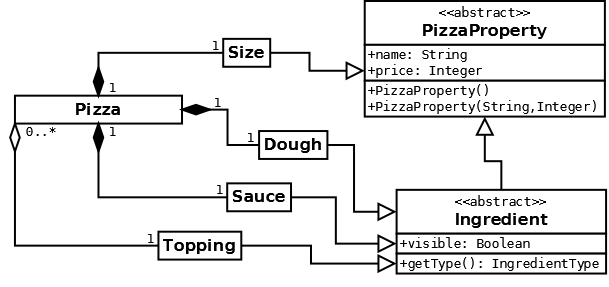 <<abstract>>
PizzaProperty
+name: String
+price: Integer
+PizzaProperty()
+PizzaProperty(String,Integer)
1
Size
1
Pizza
1
0..*
1
1
Dough
1
Sauce
1
Topping
<<abstract>>
Ingredient
+visible: Boolean
+getType(): IngredientType